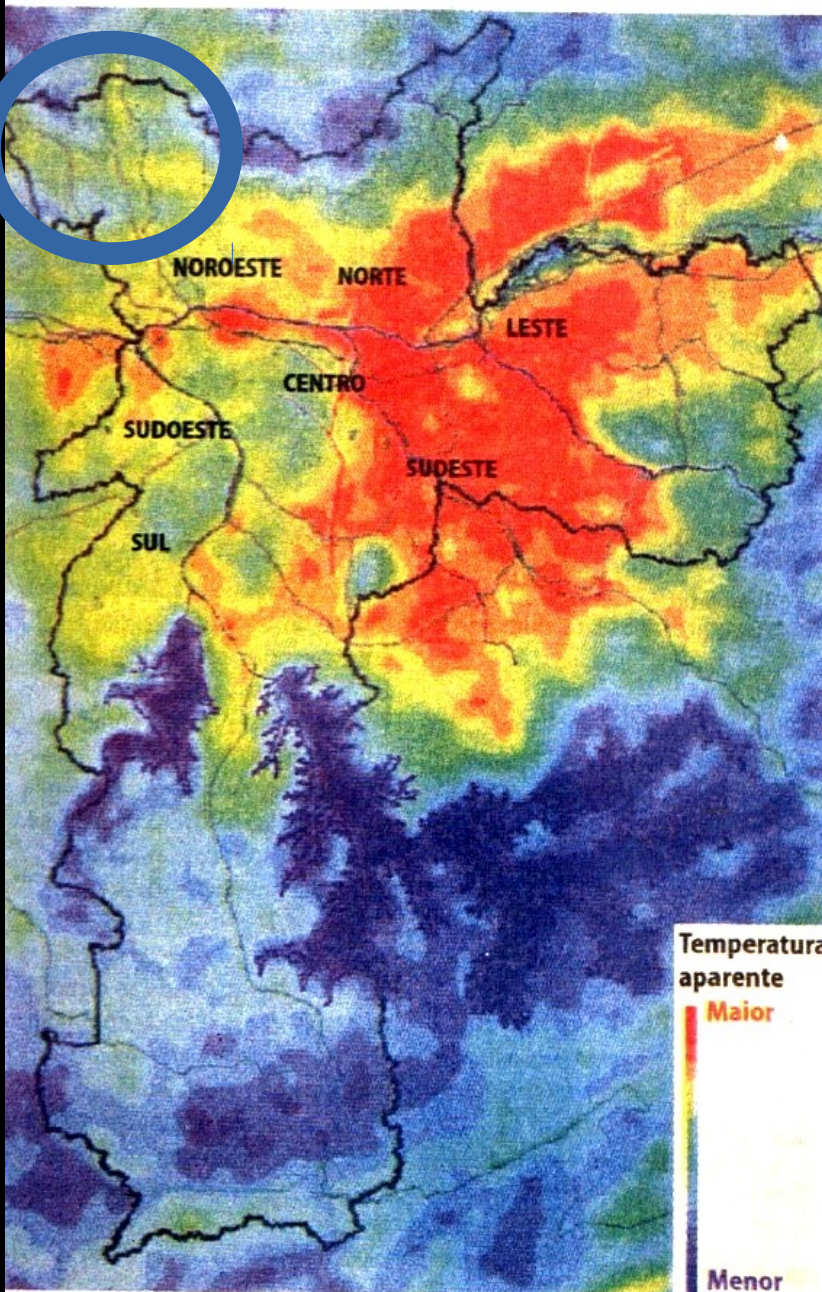 NOROESTE
NORTE
LESTE
CENTRO
SUDOESTE
SUDESTE
SUL
Temperatura
aparente
Maior
Menor